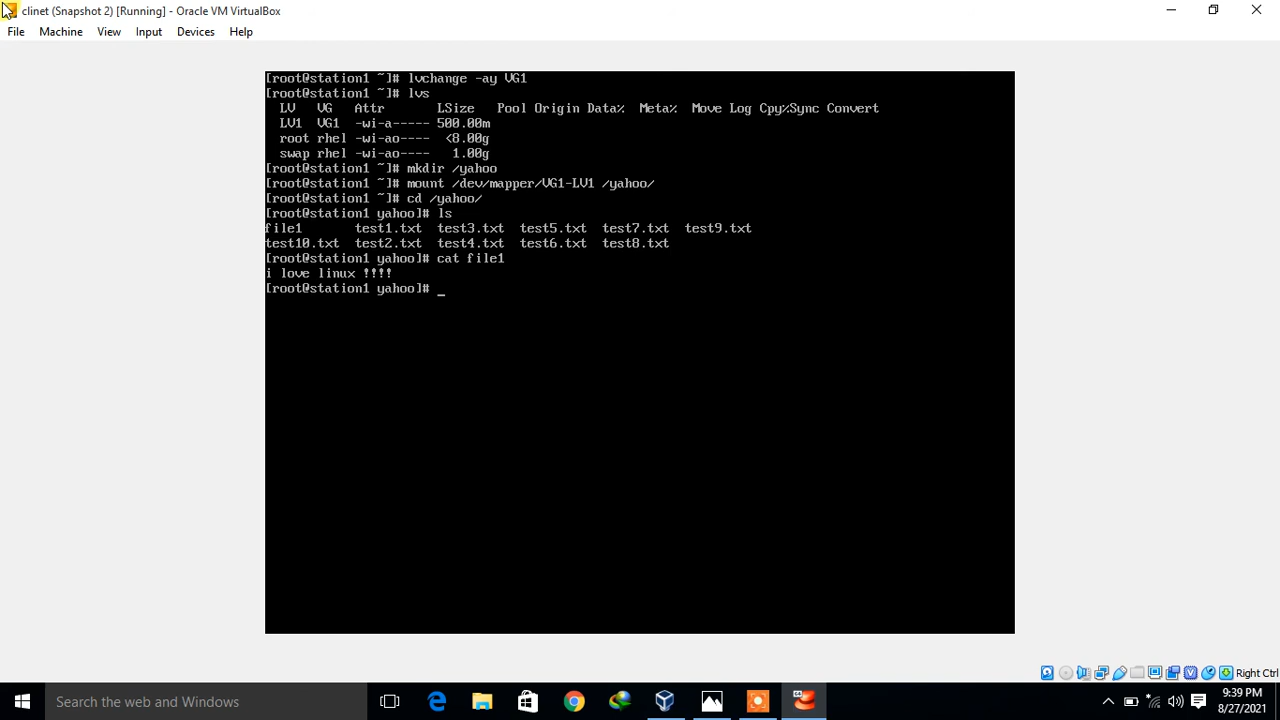 clinet (Snapshot 2) [Running] - Oracle VM VirtualBox
File Machine View Input Devices Help
[root@station1 ~]# lvchange -ay VG1
[root@station1 ~]# lvs
  LV   VG   Attr       LSize   Pool Origin Data%  Meta%  Move Log Cpy%Sync Convert
  LV1  VG1  -wi-a----- 500.00m
  root rhel -wi-ao----  <8.00g
  swap rhel -wi-ao----   1.00g
[root@station1 ~]# mkdir /yahoo
[root@station1 ~]# mount /dev/mapper/VG1-LV1 /yahoo/
[root@station1 ~]# cd /yahoo/
[root@station1 yahoo]# ls
file1       test1.txt  test3.txt  test5.txt  test7.txt  test9.txt
test10.txt  test2.txt  test4.txt  test6.txt  test8.txt
[root@station1 yahoo]# cat file1
i love linux !!!!
[root@station1 yahoo]# _
Right Ctrl
Search the web and Windows
9:39 PM
8/27/2021